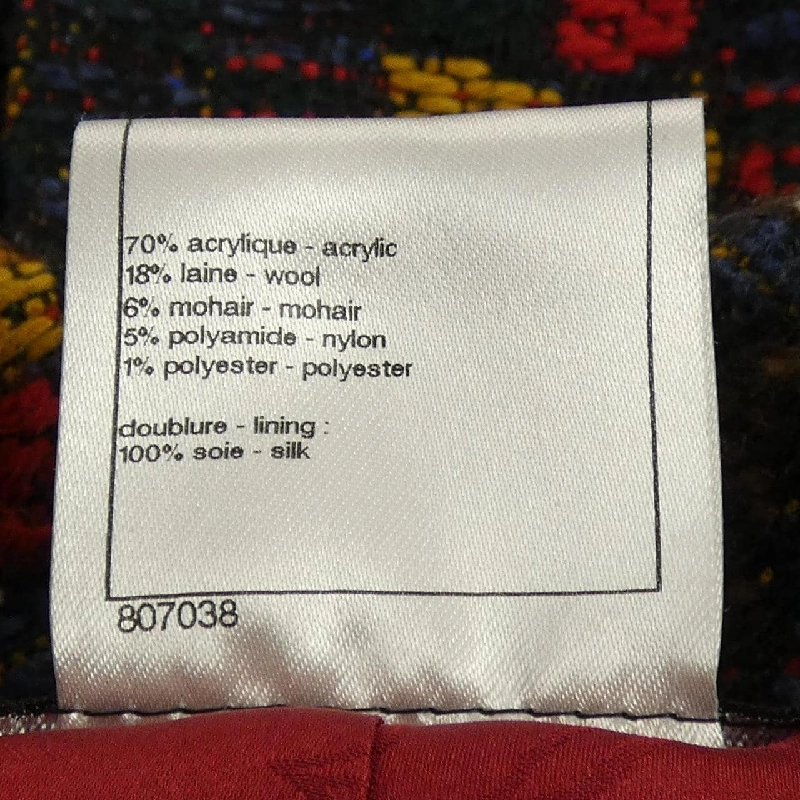 70% acrylique - acrylic
18% laine - wool
6% mohair - mohair
5% polyamide - nylon
1% polyester - polyester
doublure - lining :
100% soie - silk
807038